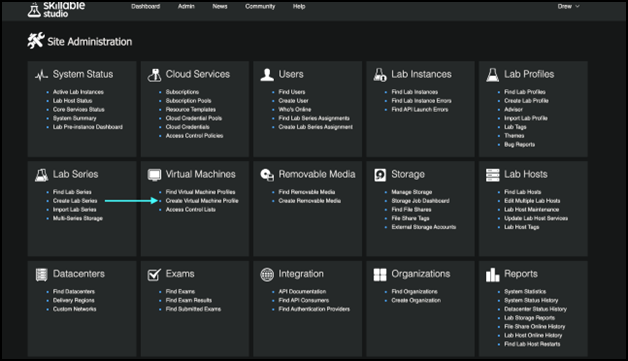 skillable
studio
Dashboard Admin News Community Help Drew
Site Administration
System Status
Active Lab Instances
Lab Host Status
Core Services Status
System Summary
Lab Pre-instance Dashboard
Cloud Services
Subscriptions
Subscription Pools
Resource Templates
Cloud Credential Pools
Cloud Credentials
Access Control Policies
Users
Find Users
Create User
Who's Online
Find Lab Series Assignments
Create Lab Series Assignment
Lab Instances
Find Lab Instances
Find Lab Instance Errors
Find API Launch Errors
Lab Profiles
Find Lab Profiles
Create Lab Profile
Advisor
Import Lab Profile
Lab Tags
Themes
Bug Reports
Lab Series
Find Lab Series
Create Lab Series
Import Lab Series
Multi-Series Storage
Virtual Machines
Find Virtual Machine Profiles
Create Virtual Machine Profile
Access Control Lists
Removable Media
Find Removable Media
Create Removable Media
Storage
Manage Storage
Storage Job Dashboard
Find File Shares
File Share Tags
External Storage Accounts
Lab Hosts
Find Lab Hosts
Edit Multiple Lab Hosts
Lab Host Maintenance
Update Lab Host Services
Lab Host Tags
Datacenters
Find Datacenters
Delivery Regions
Custom Networks
Exams
Find Exams
Find Exam Results
Find Submitted Exams
Integration
API Documentation
Find API Consumers
Find Authentication Providers
Organizations
Find Organizations
Create Organization
Reports
System Statistics
System Status History
Datacenter Status History
Lab Storage Reports
File Share Online History
Lab Host Online History
Find Lab Host Restarts